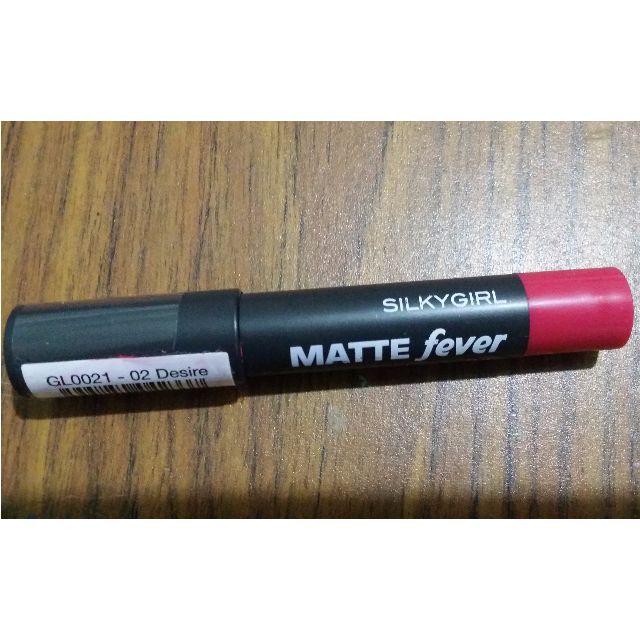 SILKYGIRL
MATTE fever
GL0021 - 02 Desire